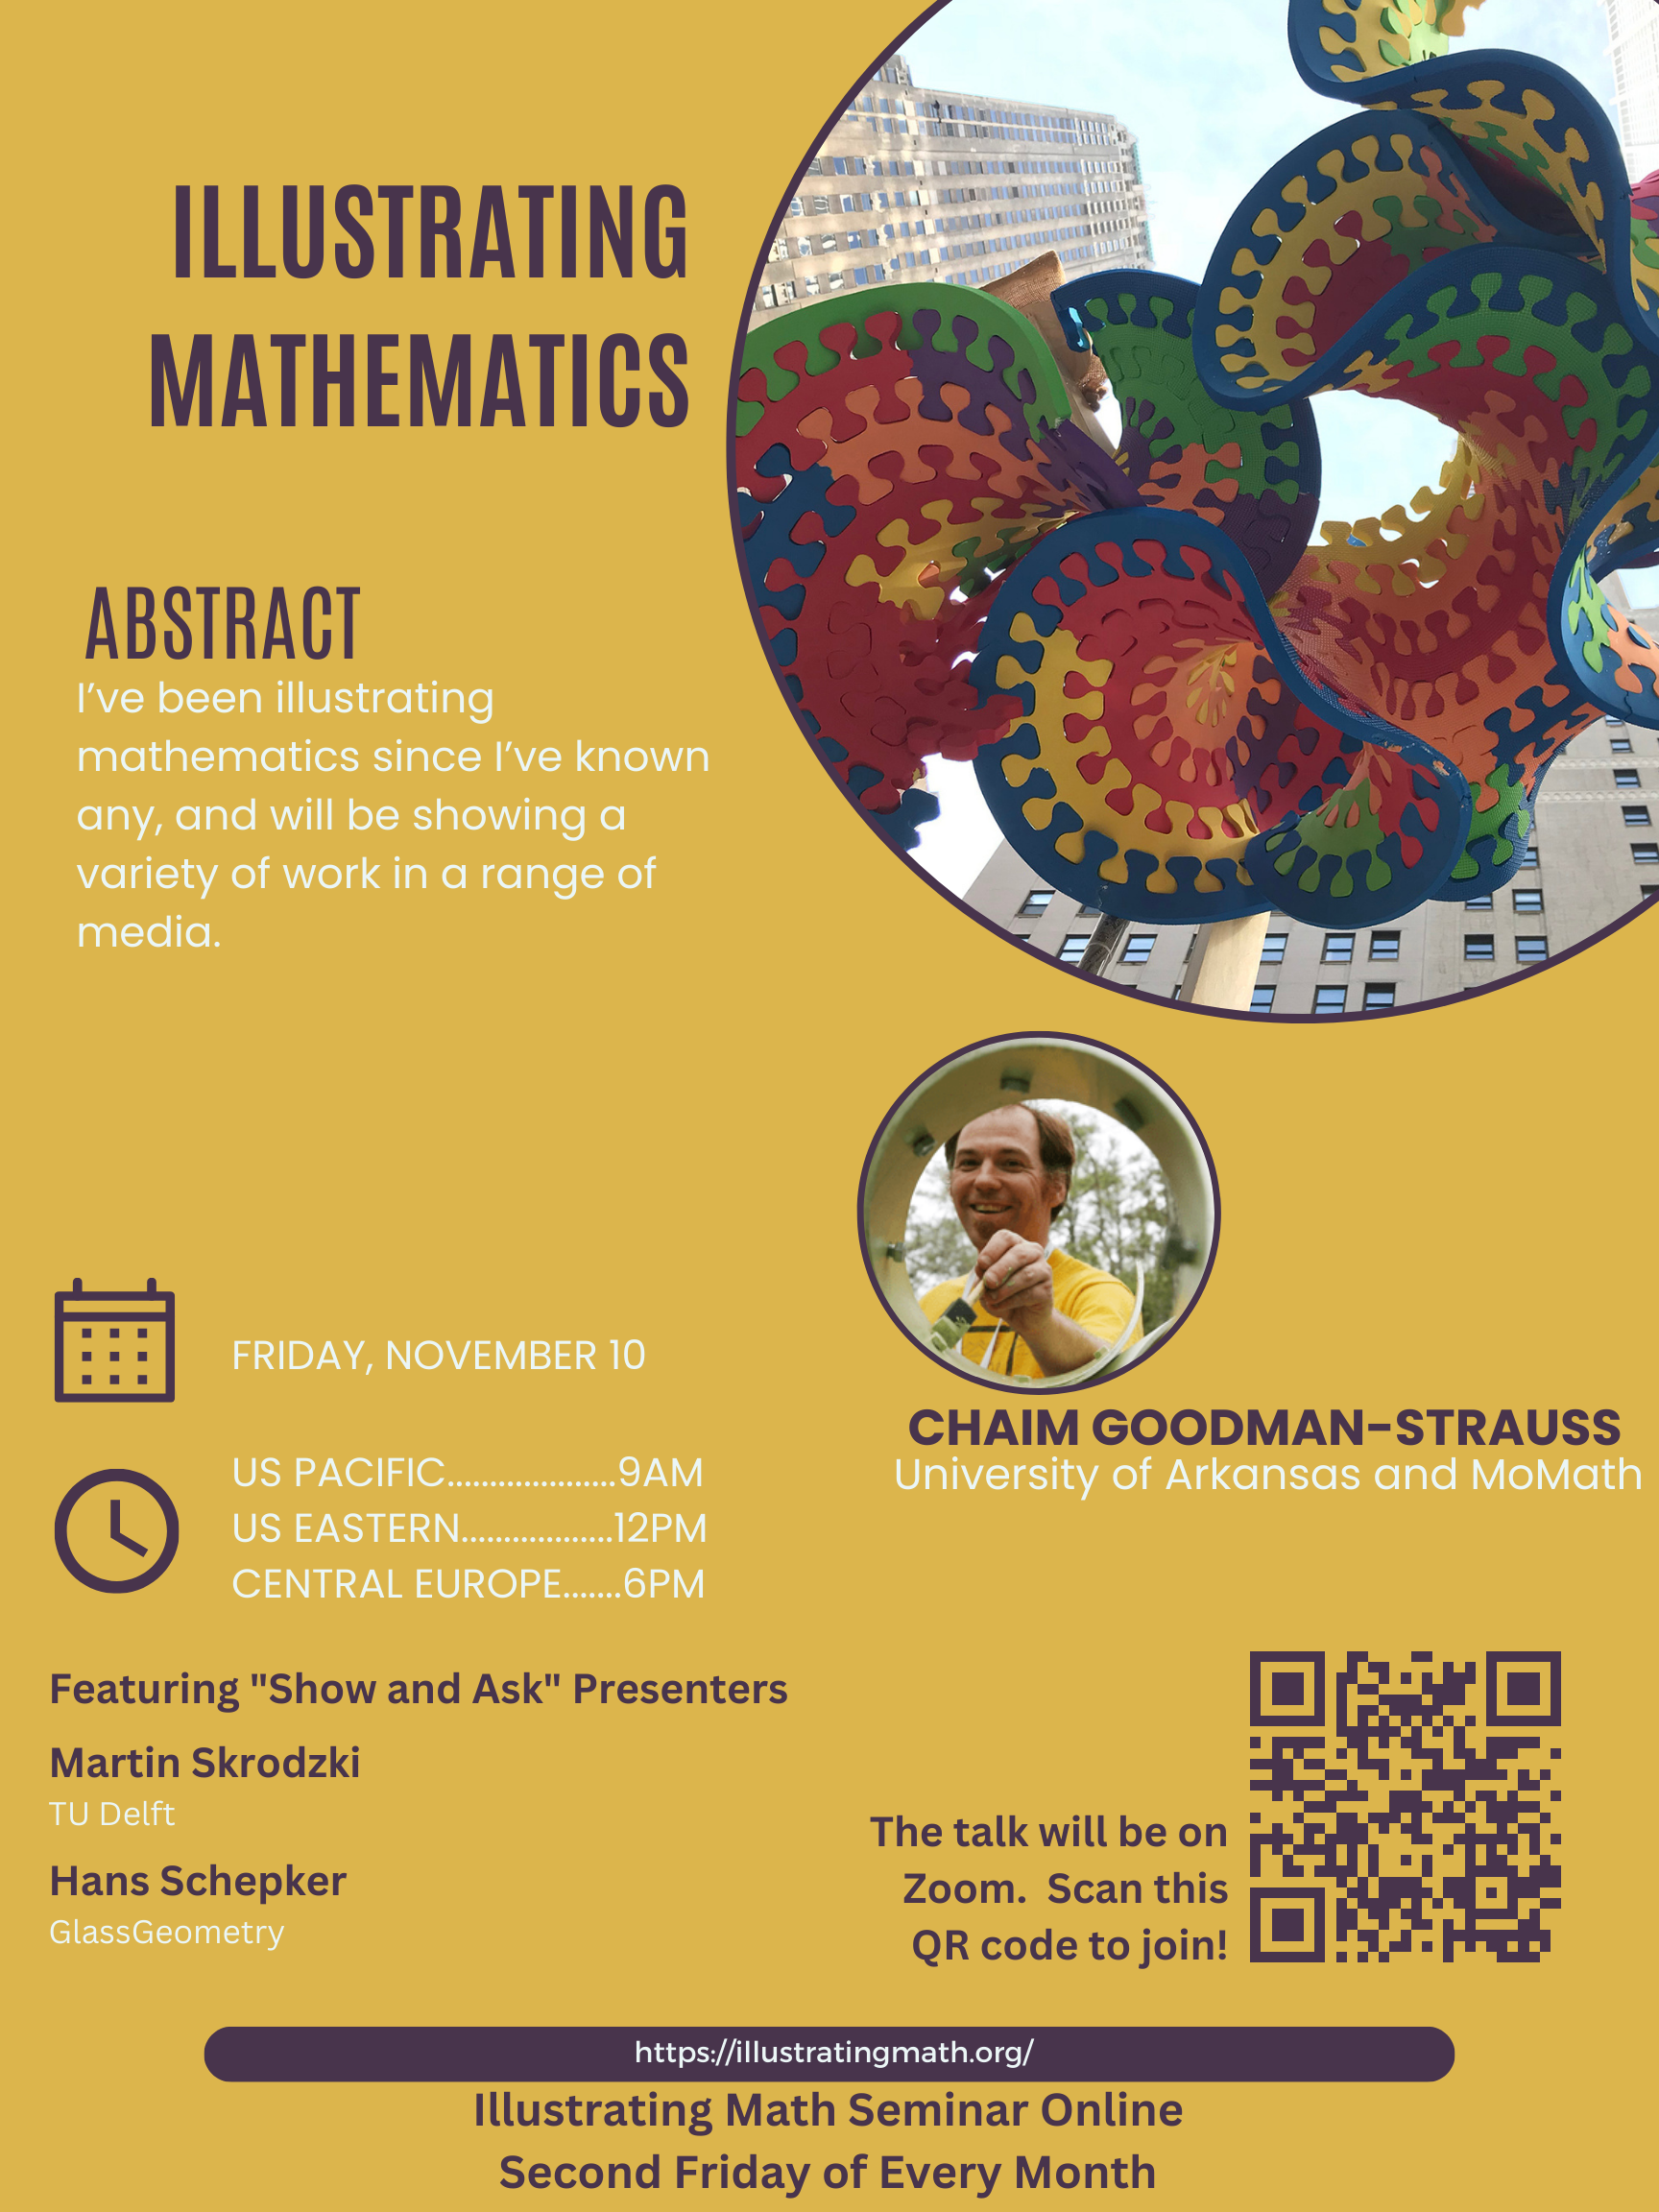 ILLUSTRATING
MATHEMATICS
ABSTRACT
I’ve been illustrating
mathematics since I’ve known
any, and will be showing a
variety of work in a range of
media.
CHAIM GOODMAN-STRAUSS
University of Arkansas and MoMath
FRIDAY, NOVEMBER 10
US PACIFIC....................9AM
US EASTERN..................12PM
CENTRAL EUROPE.......6PM
Featuring "Show and Ask" Presenters
Martin Skrodzki
TU Delft
Hans Schepker
GlassGeometry
The talk will be on
Zoom.  Scan this
QR code to join!
https://illustratingmath.org/
Illustrating Math Seminar Online
Second Friday of Every Month